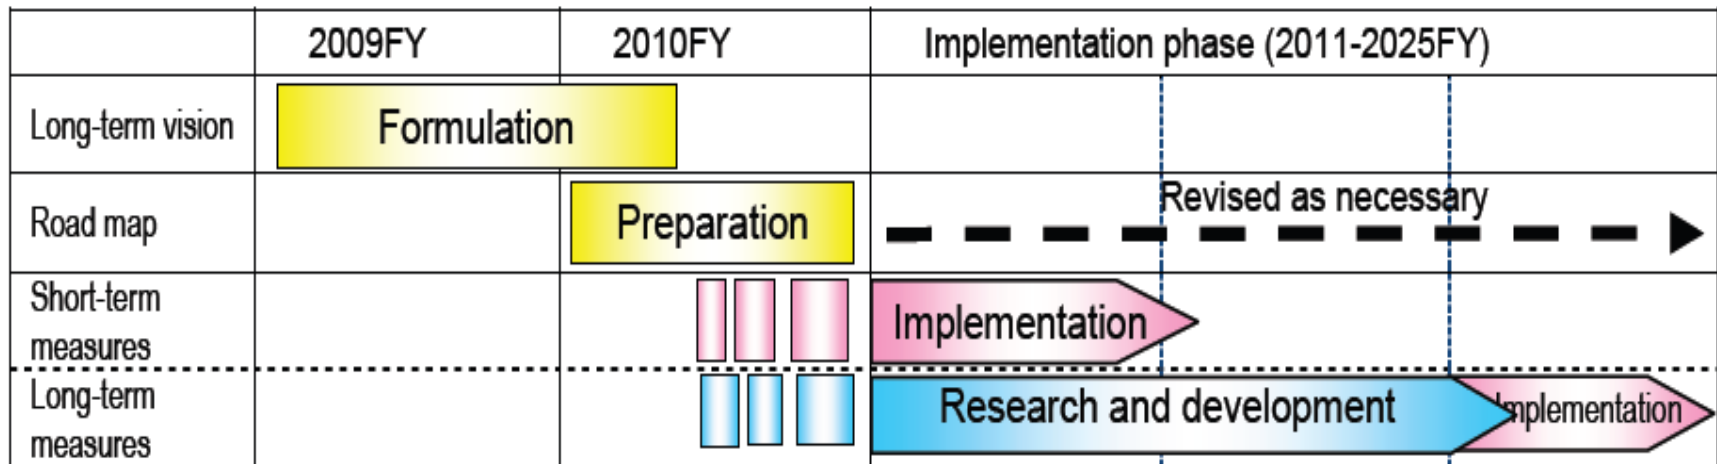 2009FY 2010FY Implementation phase (2011-2025FY)
Long-term vision Formulation
Road map Preparation Revised as necessary
Short-term
measures Implementation
Long-term
measures Research and development Implementation